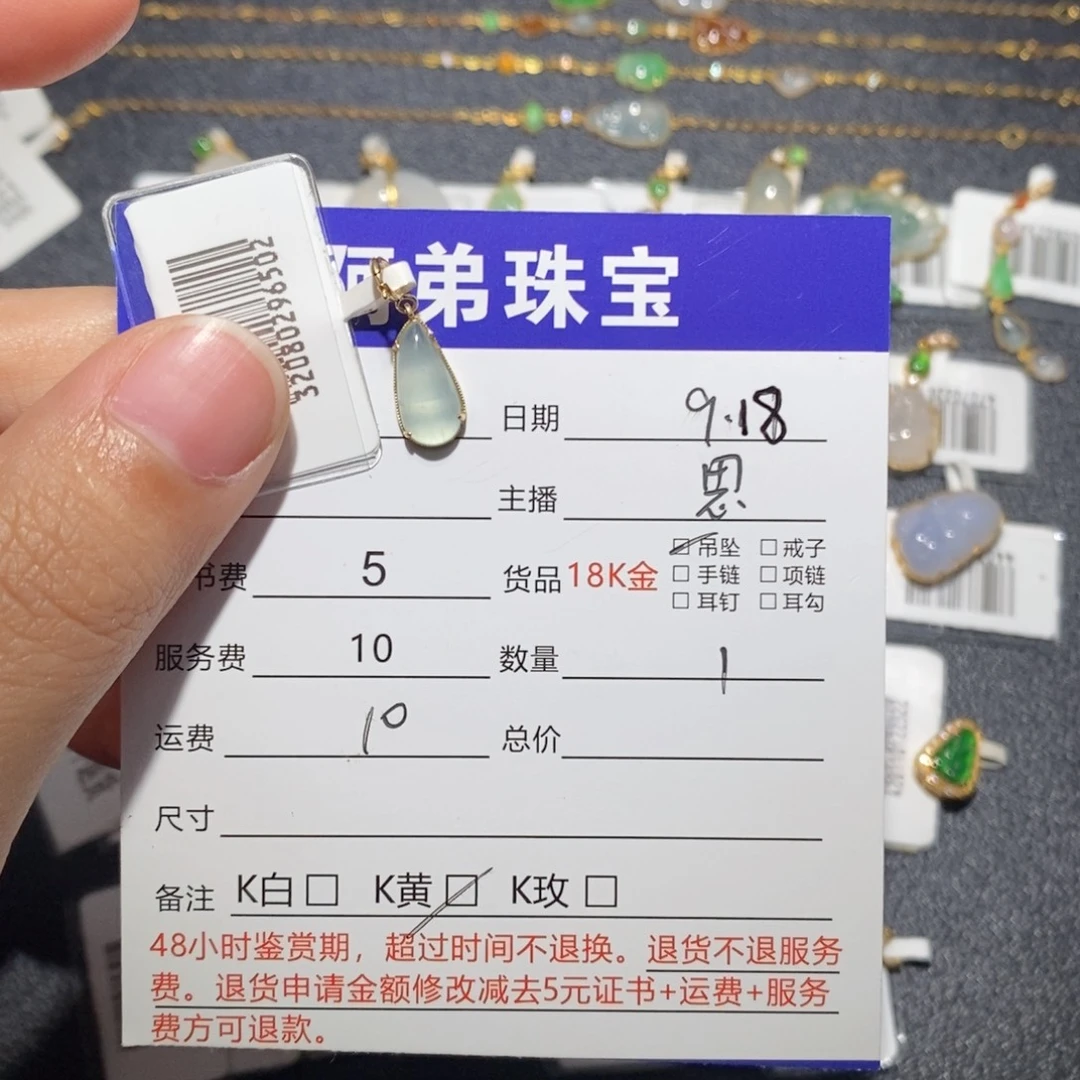 阿弟珠宝
32080296502
日期 9.18
主播 思
书费 5
货品 18K金 ☑吊坠 □戒子
□手链 □项链
□耳钉 □耳勾
服务费 10
数量 1
运费 10
总价
尺寸
备注 K白□ K黄☑ K玫□
48小时鉴赏期，超过时间不退换。退货不退服务
费。退货申请金额修改减去5元证书+运费+服务
费方可退款。